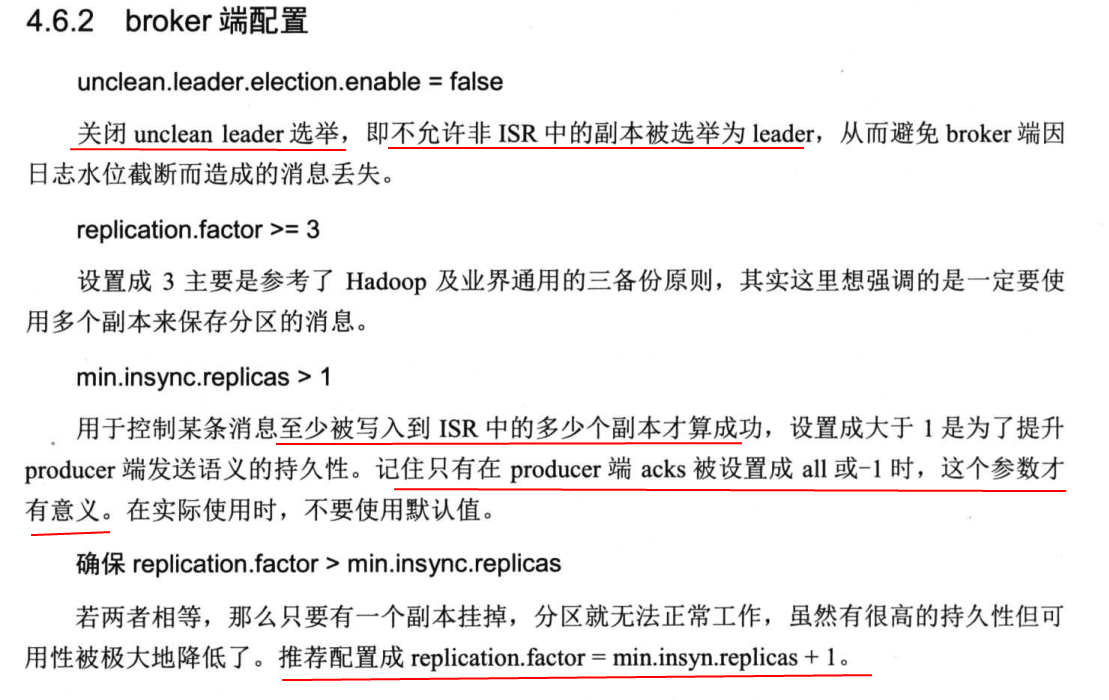 4.6.2 broker 端配置
unclean.leader.election.enable = false
关闭 unclean leader 选举，即不允许非 ISR 中的副本被选举为 leader，从而避免 broker 端因
日志水位截断而造成的消息丢失。
replication.factor >= 3
设置成 3 主要是参考了 Hadoop 及业界通用的三备份原则，其实这里想强调的是一定要使
用多个副本来保存分区的消息。
min.insync.replicas > 1
用于控制某条消息至少被写入到 ISR 中的多少个副本才算成功，设置成大于 1 是为了提升
producer 端发送语义的持久性。记住只有在 producer 端 acks 被设置成 all 或−1 时，这个参数才
有意义。在实际使用时，不要使用默认值。
确保 replication.factor > min.insync.replicas
若两者相等，那么只要有一个副本挂掉，分区就无法正常工作，虽然有很高的持久性但可
用性被极大地降低了。推荐配置成 replication.factor = min.insyn.replicas + 1。